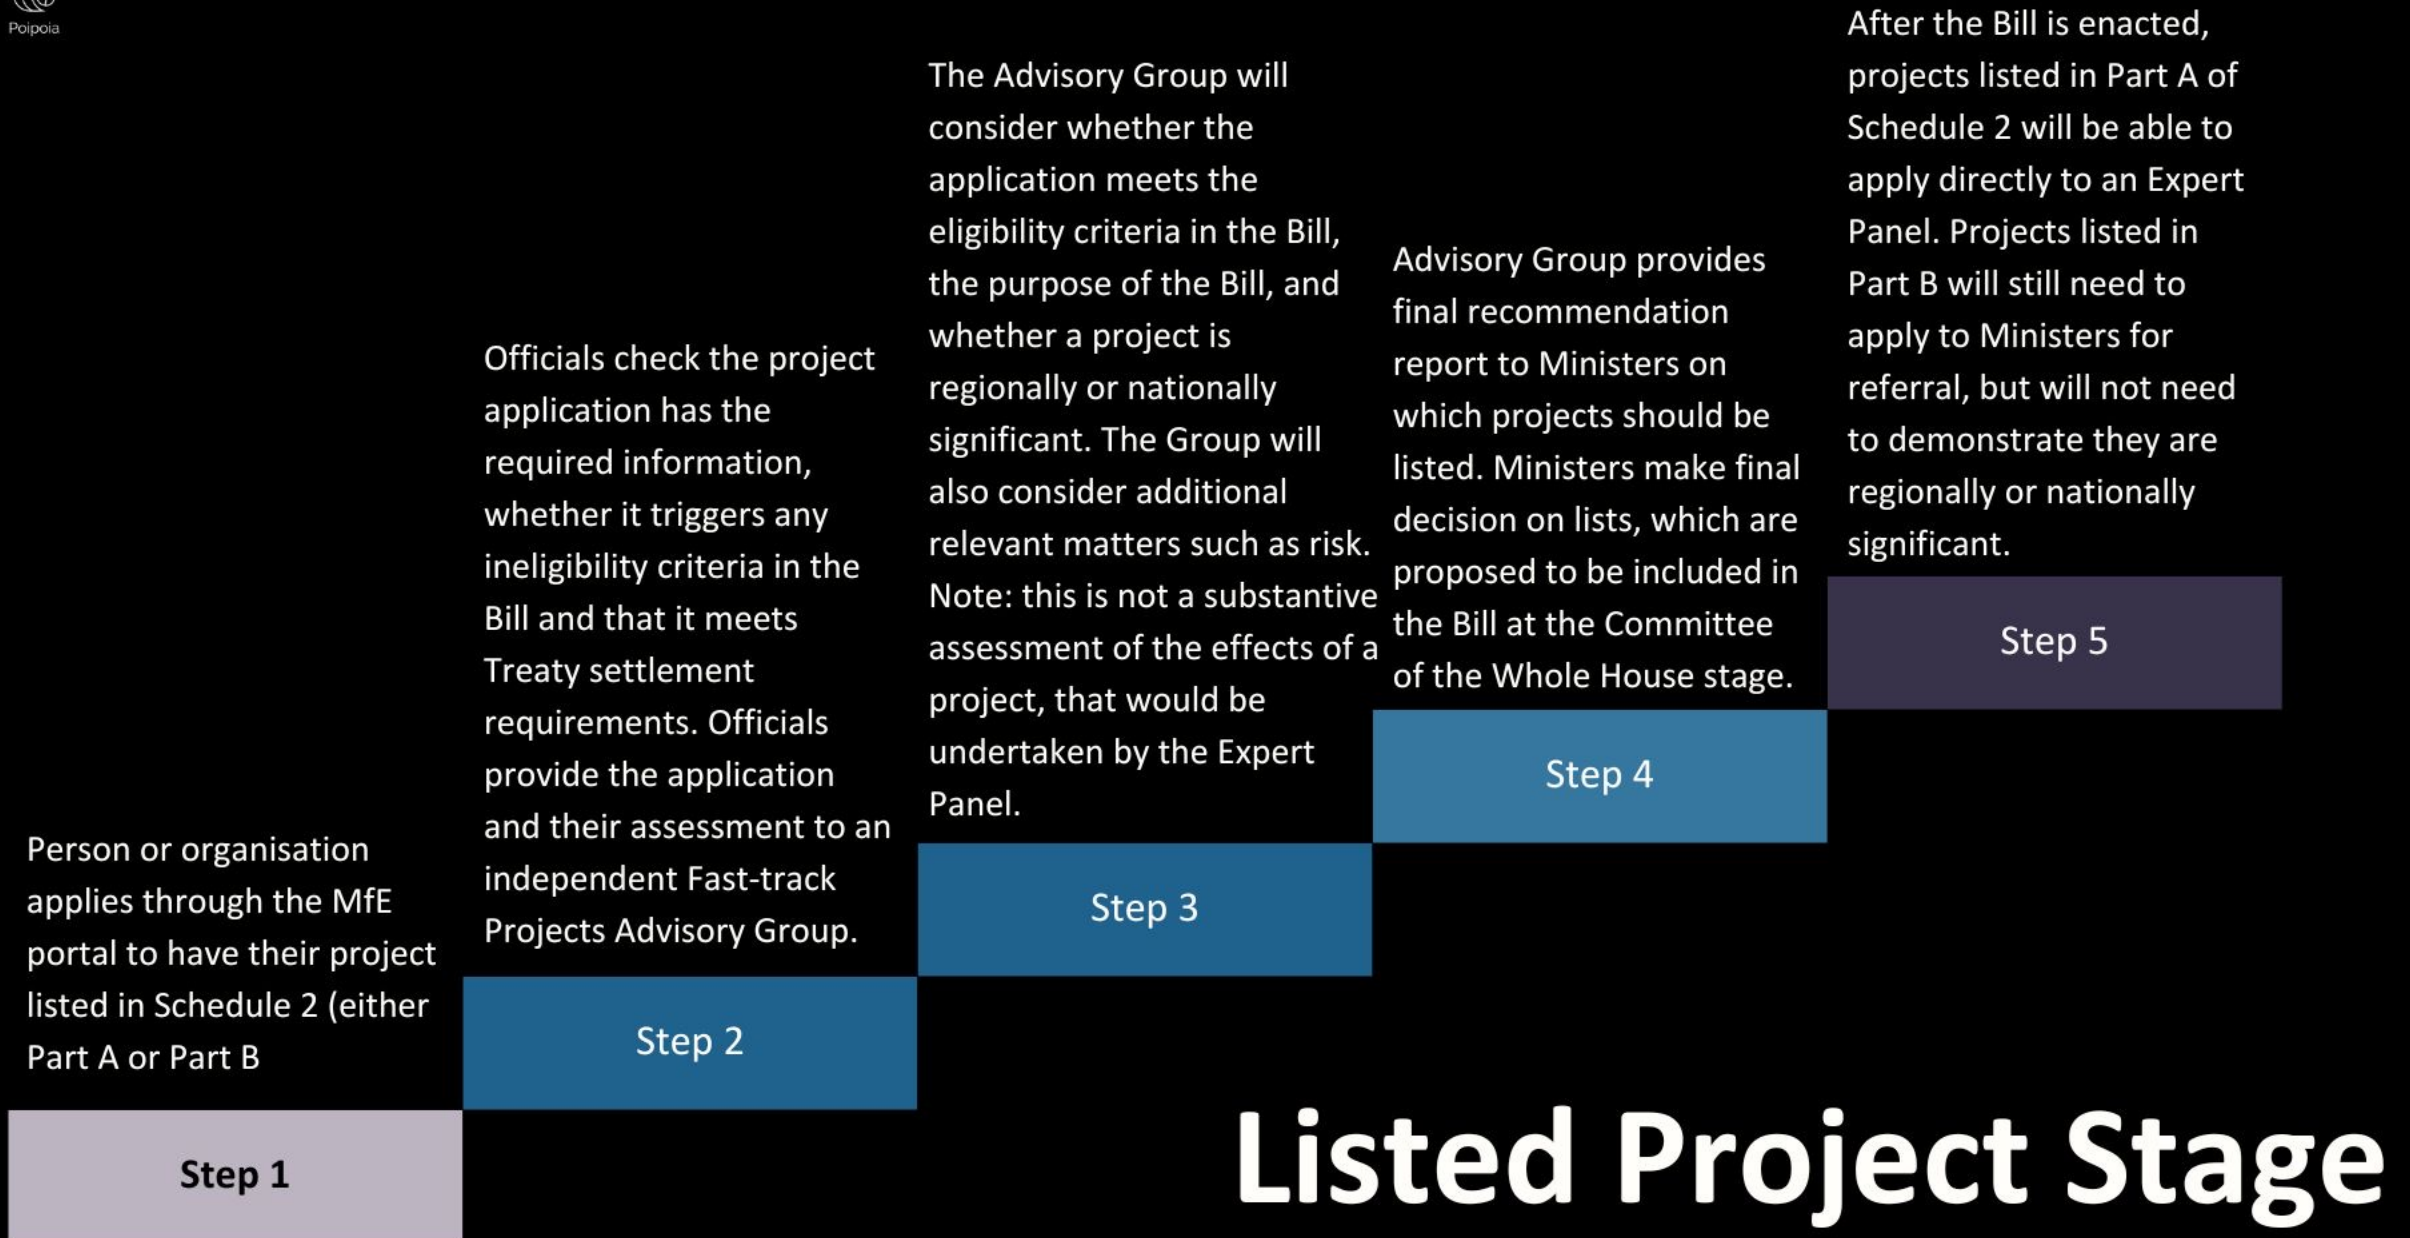 Poipoia
Person or organisation
applies through the MfE
portal to have their project
listed in Schedule 2 (either
Part A or Part B
Step 1
Officials check the project
application has the
required information,
whether it triggers any
ineligibility criteria in the
Bill and that it meets
Treaty settlement
requirements. Officials
provide the application
and their assessment to an
independent Fast-track
Projects Advisory Group.
Step 2
The Advisory Group will
consider whether the
application meets the
eligibility criteria in the Bill,
the purpose of the Bill, and
whether a project is
regionally or nationally
significant. The Group will
also consider additional
relevant matters such as risk.
Note: this is not a substantive
assessment of the effects of a
project, that would be
undertaken by the Expert
Panel.
Step 3
Advisory Group provides
final recommendation
report to Ministers on
which projects should be
listed. Ministers make final
decision on lists, which are
proposed to be included in
the Bill at the Committee
of the Whole House stage.
Step 4
After the Bill is enacted,
projects listed in Part A of
Schedule 2 will be able to
apply directly to an Expert
Panel. Projects listed in
Part B will still need to
apply to Ministers for
referral, but will not need
to demonstrate they are
regionally or nationally
significant.
Step 5
Listed Project Stage